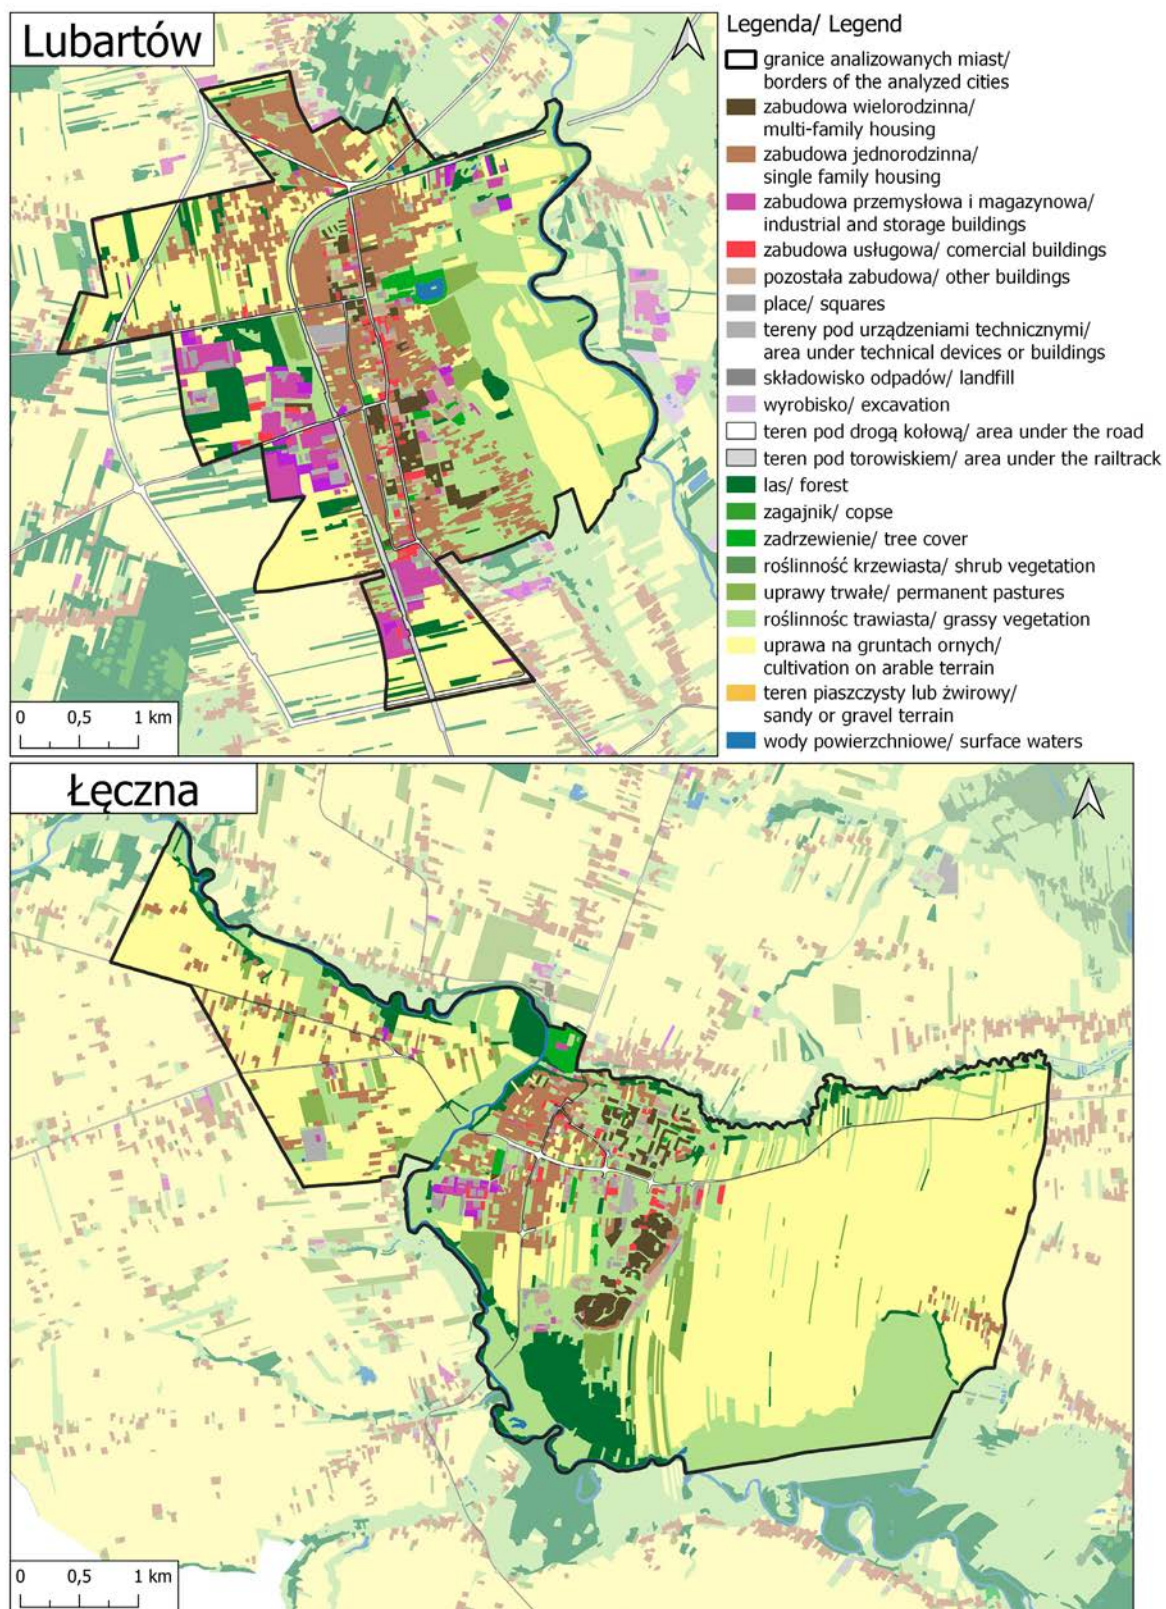 Lubartów
0 0,5 1 km
Legenda/ Legend
granice analizowanych miast/
borders of the analyzed cities
zabudowa wielorodzinna/
multi-family housing
zabudowa jednorodzinna/
single family housing
zabudowa przemysłowa i magazynowa/
industrial and storage buildings
zabudowa usługowa/ comercial buildings
pozostała zabudowa/ other buildings
place/ squares
tereny pod urządzeniami technicznymi/
area under technical devices or buildings
składowisko odpadów/ landfill
wyrobisko/ excavation
teren pod drogą kołową/ area under the road
teren pod torowiskiem/ area under the railtrack
las/ forest
zagajnik/ copse
zadrzewienie/ tree cover
roślinność krzewiasta/ shrub vegetation
uprawy trwałe/ permanent pastures
roślinnośc trawiasta/ grassy vegetation
uprawa na gruntach ornych/
cultivation on arable terrain
teren piaszczysty lub żwirowy/
sandy or gravel terrain
wody powierzchniowe/ surface waters
Łęczna
0 0,5 1 km